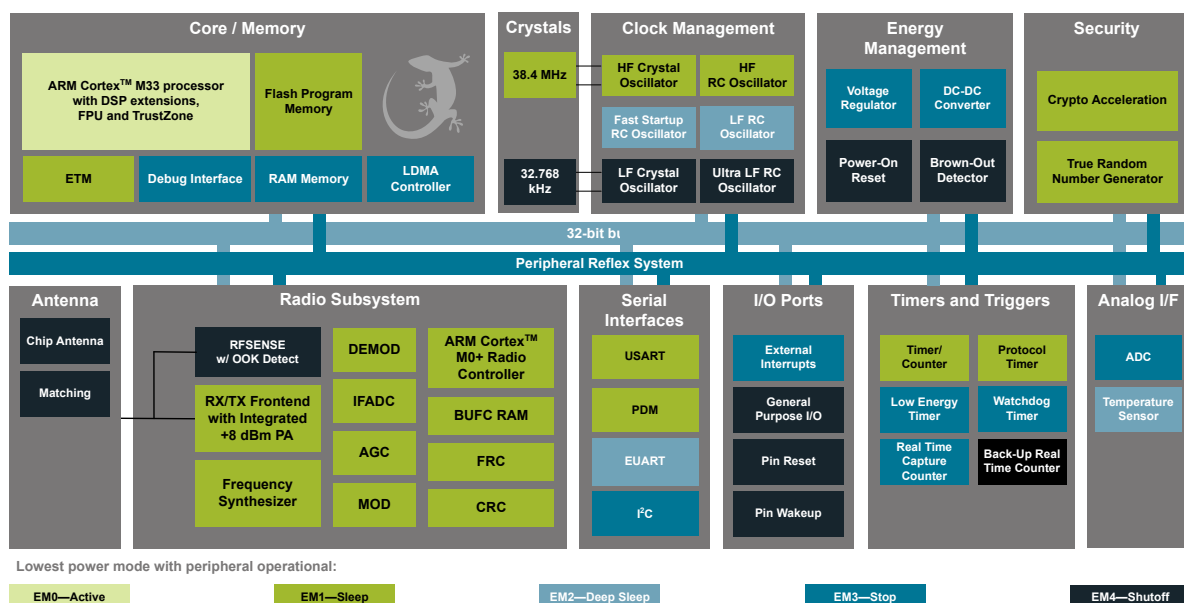 Core / Memory
ARM Cortex™ M33 processor
with DSP extensions,
FPU and TrustZone
Flash Program
Memory
ETM
Debug Interface
RAM Memory
LDMA
Controller
Crystals
38.4 MHz
32.768
kHz
Clock Management
HF Crystal
Oscillator
HF
RC Oscillator
Fast Startup
RC Oscillator
LF RC
Oscillator
LF Crystal
Oscillator
Ultra LF RC
Oscillator
Energy
Management
Voltage
Regulator
DC-DC
Converter
Power-On
Reset
Brown-Out
Detector
Security
Crypto Acceleration
True Random
Number Generator
32-bit
Peripheral Reflex System
Antenna
Chip Antenna
Matching
Radio Subsystem
RFSENSE
w/ OOK Detect
RX/TX Frontend
with Integrated
+8 dBm PA
Frequency
Synthesizer
DEMOD
IFADC
AGC
MOD
ARM Cortex™
M0+ Radio
Controller
BUFC RAM
FRC
CRC
Serial
Interfaces
USART
PDM
EUART
I²C
I/O Ports
External
Interrupts
General
Purpose I/O
Pin Reset
Pin Wakeup
Timers and Triggers
Timer/
Counter
Protocol
Timer
Low Energy
Timer
Watchdog
Timer
Real Time
Capture
Counter
Back-Up Real
Time Counter
Analog I/F
ADC
Temperature
Sensor
Lowest power mode with peripheral operational:
EM0—Active
EM1—Sleep
EM2—Deep Sleep
EM3—Stop
EM4—Shutoff